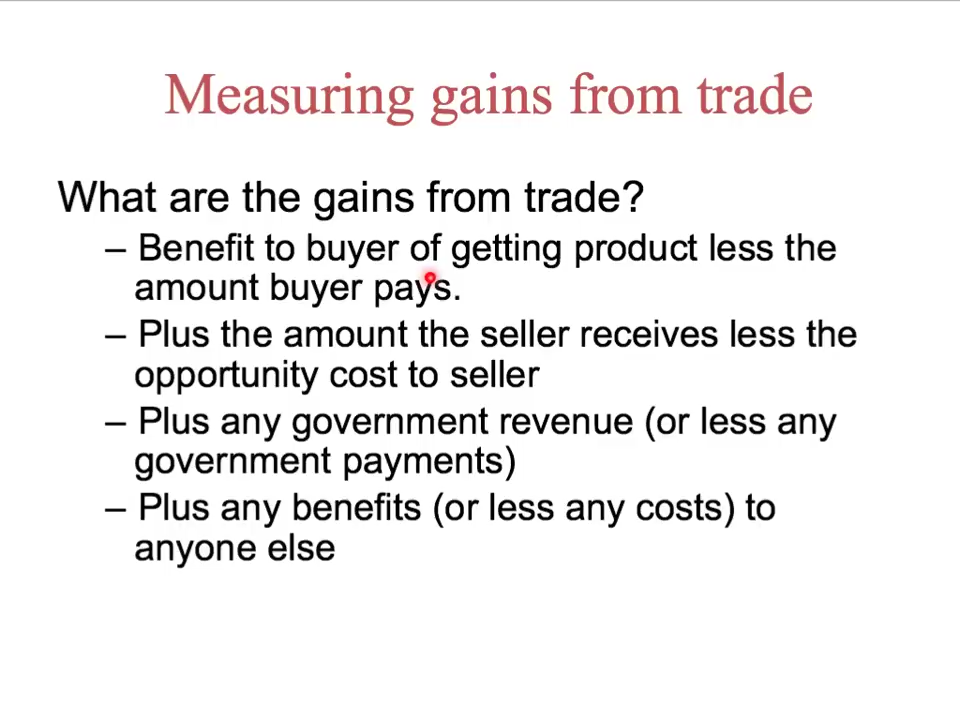 Measuring gains from trade
What are the gains from trade?
– Benefit to buyer of getting product less the
amount buyer pays.
– Plus the amount the seller receives less the
opportunity cost to seller
– Plus any government revenue (or less any
government payments)
– Plus any benefits (or less any costs) to
anyone else